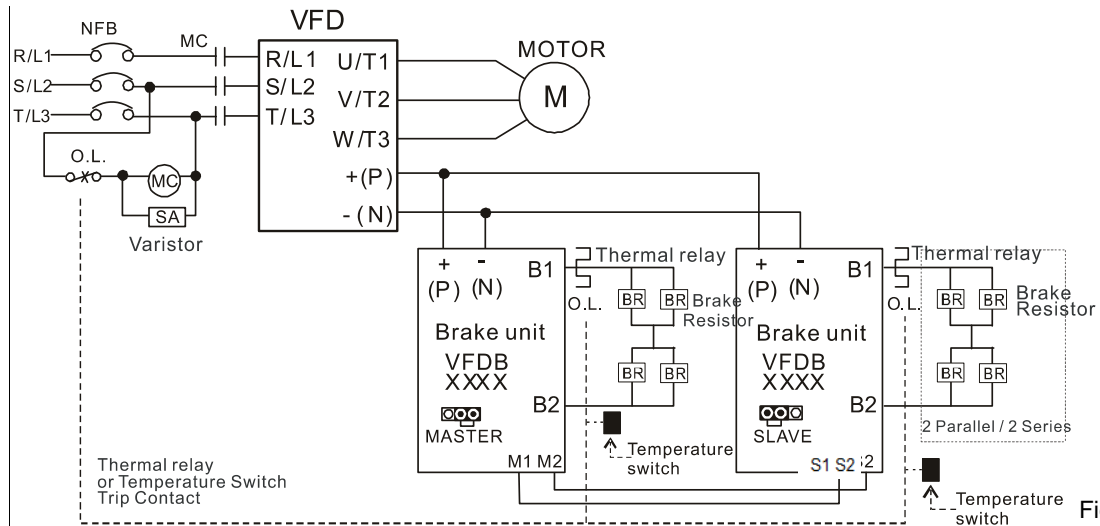 VFD
NFB
MC
MOTOR
R/L1
R/L1
U/T1
S/L2
S/L2
V/T2
M
T/L3
T/L3
W/T3
O.L.
MC
+(P)
SA
-(N)
Varistor
+
-
(P)
(N)
B1
Thermal relay
O.L.
BR
BR
Brake
Resistor
Brake unit
VFDB
XXXX
BR
BR
B2
MASTER
M1 M2
Temperature
switch
+
-
(P)
(N)
B1
Thermal relay
O.L.
BR
BR
Brake
Resistor
Brake unit
VFDB
XXXX
BR
BR
B2
SLAVE
2 Parallel / 2 Series
S1 S2
2
Temperature
switch
Thermal relay
or Temperature Switch
Trip Contact
Fi